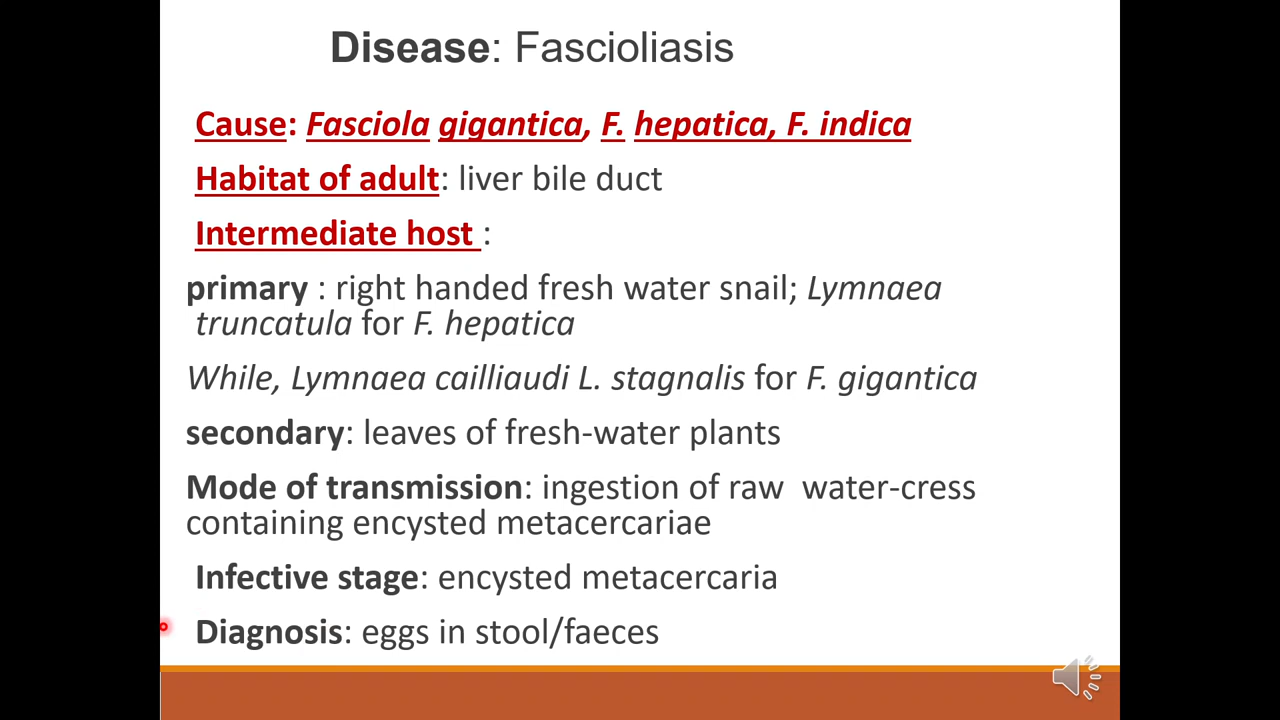 Disease: Fascioliasis
Cause: Fasciola gigantica, F. hepatica, F. indica
Habitat of adult: liver bile duct
Intermediate host :
primary : right handed fresh water snail; Lymnaea
truncatula for F. hepatica
While, Lymnaea cailliaudi L. stagnalis for F. gigantica
secondary: leaves of fresh-water plants
Mode of transmission: ingestion of raw water-cress
containing encysted metacercariae
Infective stage: encysted metacercaria
Diagnosis: eggs in stool/faeces